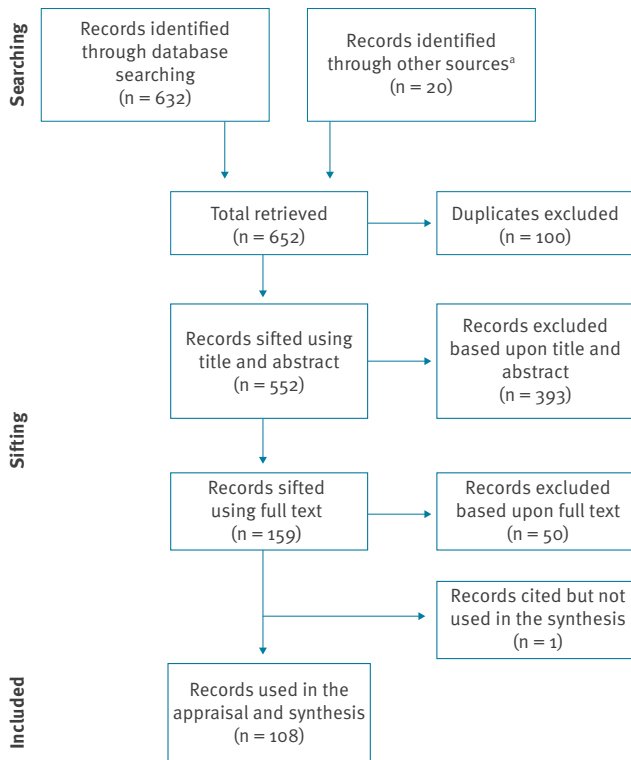 Searching
Records identified
through database
searching
(n = 632)
Records identified
through other sourcesᵃ
(n = 20)
Total retrieved
(n = 652)
Duplicates excluded
(n = 100)
Sifting
Records sifted using
title and abstract
(n = 552)
Records excluded
based upon title and
abstract
(n = 393)
Records sifted
using full text
(n = 159)
Records excluded
based upon full text
(n = 50)
Records cited but not
used in the synthesis
(n = 1)
Included
Records used in the
appraisal and synthesis
(n = 108)